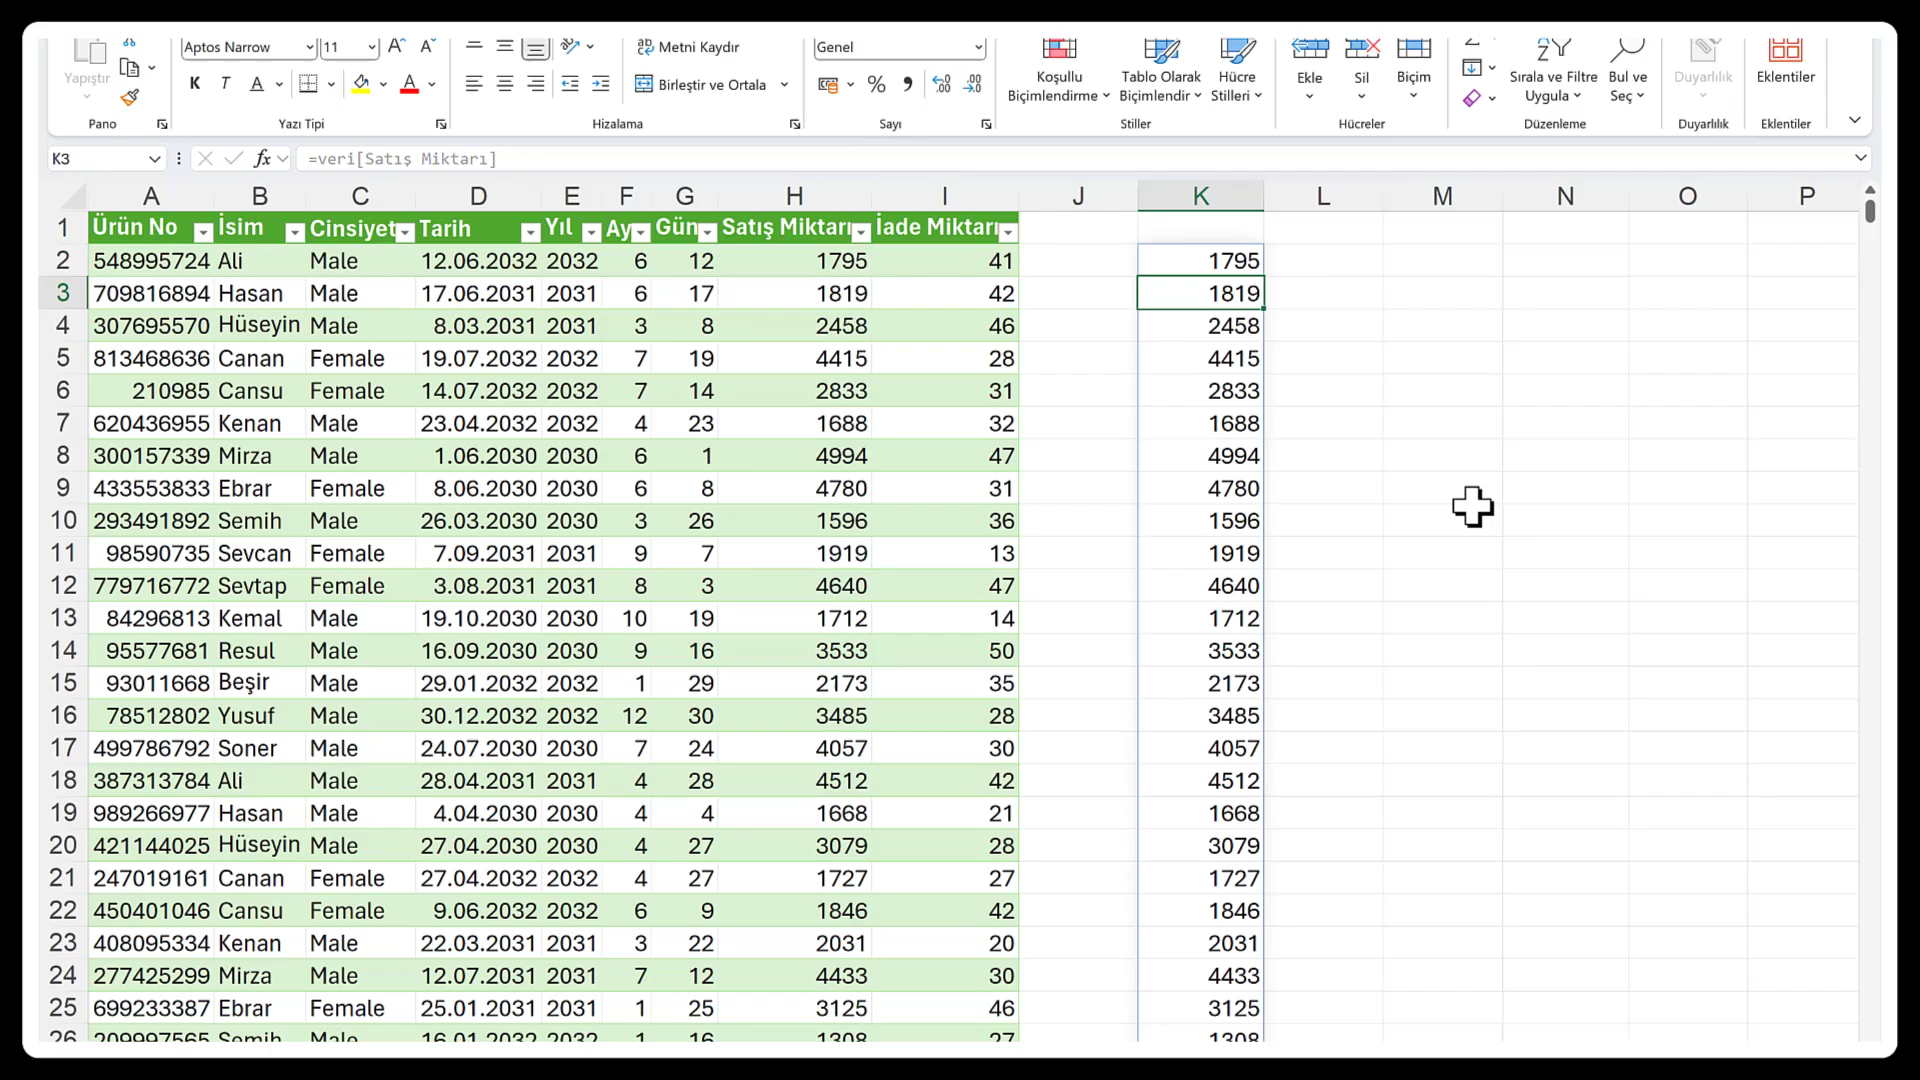 Yapıştır
Pano
Aptos Narrow 11
K T A A
Yazı Tipi
Metni Kaydır
Birleştir ve Ortala
Hizalama
Genel
%
Sayı
Koşullu Biçimlendirme
Tablo Olarak Biçimlendir
Hücre Stilleri
Stiller
Ekle
Sil
Biçim
Hücreler
Sırala ve Filtre Uygula
Bul ve Seç
Düzenleme
Duyarlılık
Duyarlılık
Eklentiler
Eklentiler
K3 fx =veri[Satış Miktarı]
A B C D E F G H I J K L M N O P
1 Ürün No İsim Cinsiyet Tarih Yıl Ay Gün Satış Miktarı İade Miktarı
2 548995724 Ali Male 12.06.2032 2032 6 12 1795 41 1795
3 709816894 Hasan Male 17.06.2031 2031 6 17 1819 42 1819
4 307695570 Hüseyin Male 8.03.2031 2031 3 8 2458 46 2458
5 813468636 Canan Female 19.07.2032 2032 7 19 4415 28 4415
6 210985 Cansu Female 14.07.2032 2032 7 14 2833 31 2833
7 620436955 Kenan Male 23.04.2032 2032 4 23 1688 32 1688
8 300157339 Mirza Male 1.06.2030 2030 6 1 4994 47 4994
9 433553833 Ebrar Female 8.06.2030 2030 6 8 4780 31 4780
10 293491892 Semih Male 26.03.2030 2030 3 26 1596 36 1596
11 98590735 Sevcan Female 7.09.2031 2031 9 7 1919 13 1919
12 779716772 Sevtap Female 3.08.2031 2031 8 3 4640 47 4640
13 84296813 Kemal Male 19.10.2030 2030 10 19 1712 14 1712
14 95577681 Resul Male 16.09.2030 2030 9 16 3533 50 3533
15 93011668 Beşir Male 29.01.2032 2032 1 29 2173 35 2173
16 78512802 Yusuf Male 30.12.2032 2032 12 30 3485 28 3485
17 499786792 Soner Male 24.07.2030 2030 7 24 4057 30 4057
18 387313784 Ali Male 28.04.2031 2031 4 28 4512 42 4512
19 989266977 Hasan Male 4.04.2030 2030 4 4 1668 21 1668
20 421144025 Hüseyin Male 27.04.2030 2030 4 27 3079 28 3079
21 247019161 Canan Female 27.04.2032 2032 4 27 1727 27 1727
22 450401046 Cansu Female 9.06.2032 2032 6 9 1846 42 1846
23 408095334 Kenan Male 22.03.2031 2031 3 22 2031 20 2031
24 277425299 Mirza Male 12.07.2031 2031 7 12 4433 30 4433
25 699233387 Ebrar Female 25.01.2031 2031 1 25 3125 46 3125
26 209997565 Semih Male 16.01.2032 2032 1 16 1308 27 1308